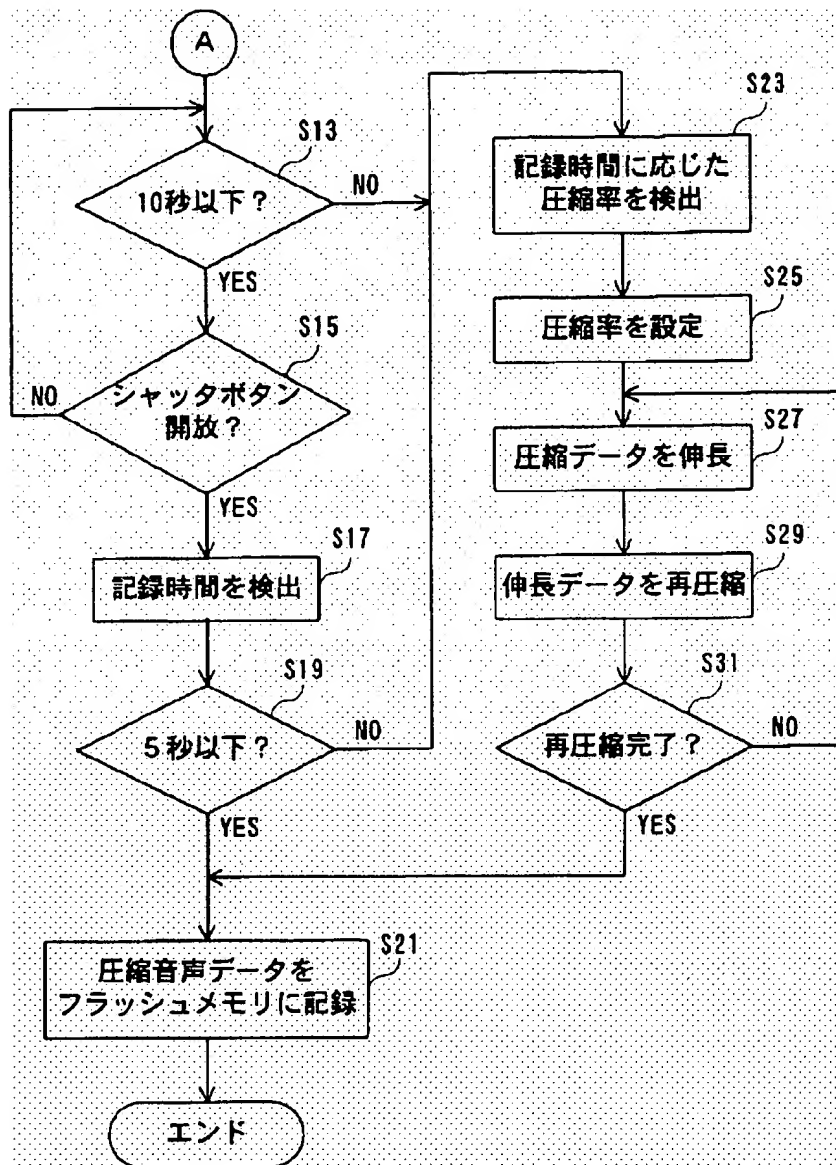 A
S13
10秒以下？
NO
YES
S15
シャッタボタン
開放？
NO
YES
S17
記録時間を検出
S19
5秒以下？
NO
YES
S21
圧縮音声データを
フラッシュメモリに記録
エンド
S23
記録時間に応じた
圧縮率を検出
S25
圧縮率を設定
S27
圧縮データを伸長
S29
伸長データを再圧縮
S31
再圧縮完了？
NO
YES